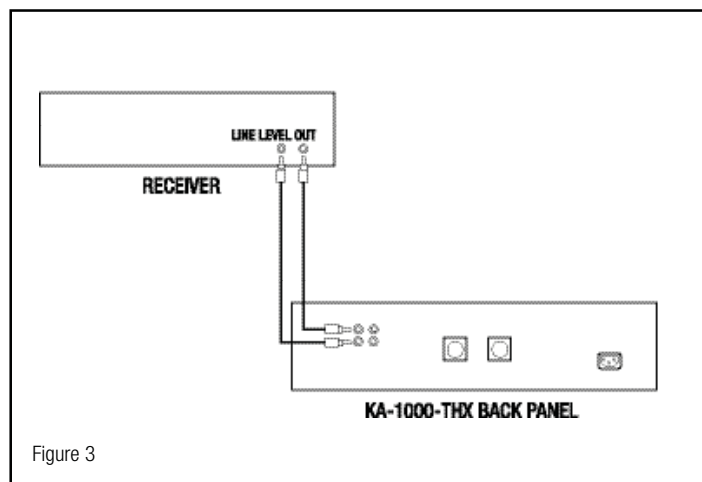 LINE LEVEL OUT
RECEIVER
KA-1000-THX BACK PANEL
Figure 3